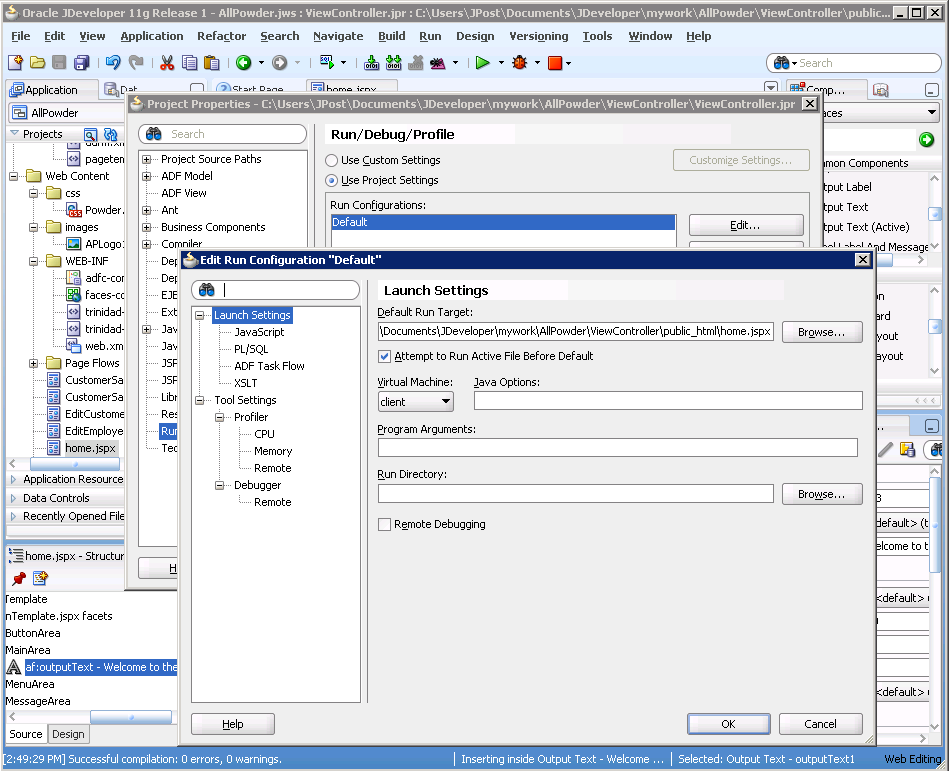 Oracle JDeveloper 11g Release 1 - AllPowder.jws : ViewController.jpr : C:\Users\JPost\Documents\JDeveloper\mywork\AllPowder\ViewController\public...
File Edit View Application Refactor Search Navigate Build Run Design Versioning Tools Window Help
Search
Application
Dat
Start Page
home.jspx
Comp...
AllPowder
Projects
pageten
Web Content
css
Powder.
images
APLogo
WEB-INF
adfc-con
faces-co
trinidad-
trinidad-
web.xm
Page Flows
CustomerSa
CustomerSa
EditCustome
EditEmploye
home.jspx
Application Resource
Data Controls
Recently Opened File
home.jspx - Structur
Template
nTemplate.jspx facets
ButtonArea
MainArea
af:outputText - Welcome to the
MenuArea
MessageArea
Source Design
Project Properties - C:\Users\JPost\Documents\JDeveloper\mywork\AllPowder\ViewController\ViewController.jpr
Search
Project Source Paths
ADF Model
ADF View
Ant
Business Components
Compiler
Dep
Dep
EJE
Ext
Jav
Jav
JSF
JSF
Libr
Res
Run
Tec
H
Run/Debug/Profile
Use Custom Settings
Customize Settings...
Use Project Settings
Run Configurations:
Default
Edit...
Edit Run Configuration "Default"
Launch Settings
JavaScript
PL/SQL
ADF Task Flow
XSLT
Tool Settings
Profiler
CPU
Memory
Remote
Debugger
Remote
Launch Settings
Default Run Target:
\Documents\JDeveloper\mywork\AllPowder\ViewController\public_html\home.jspx
Browse...
Attempt to Run Active File Before Default
Virtual Machine: Java Options:
client
Program Arguments:
Run Directory:
Browse...
Remote Debugging
Help
OK
Cancel
aces
mon Components
tput Label
tput Text
tput Text (Active)
Label And Message
on
ard
yout
ayout
...
3
default> (t
elcome to t
<default>
<default>
[2:49:29 PM] Successful compilation: 0 errors, 0 warnings.
Inserting inside Output Text - Welcome ...
Selected: Output Text - outputText1
Web Editing